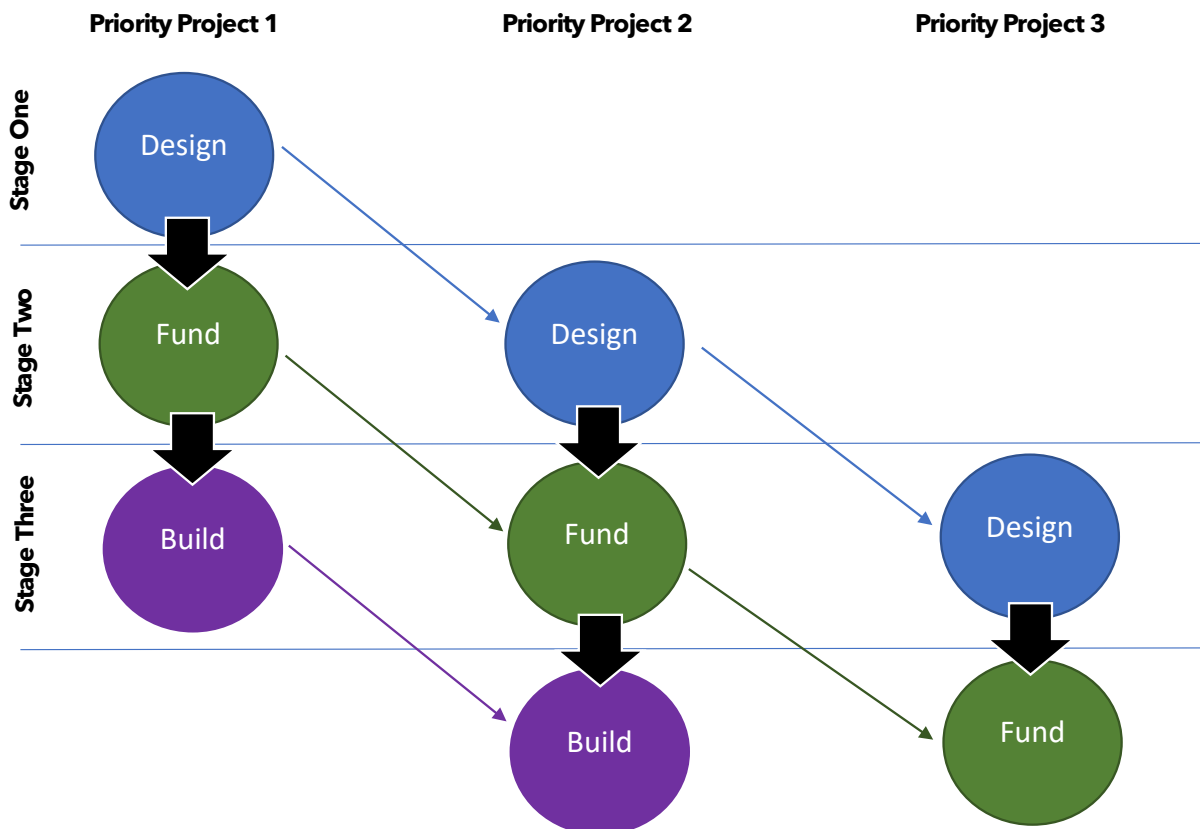 Priority Project 1
Priority Project 2
Priority Project 3
Stage One
Design
Stage Two
Fund
Design
Stage Three
Build
Fund
Design
Build
Fund